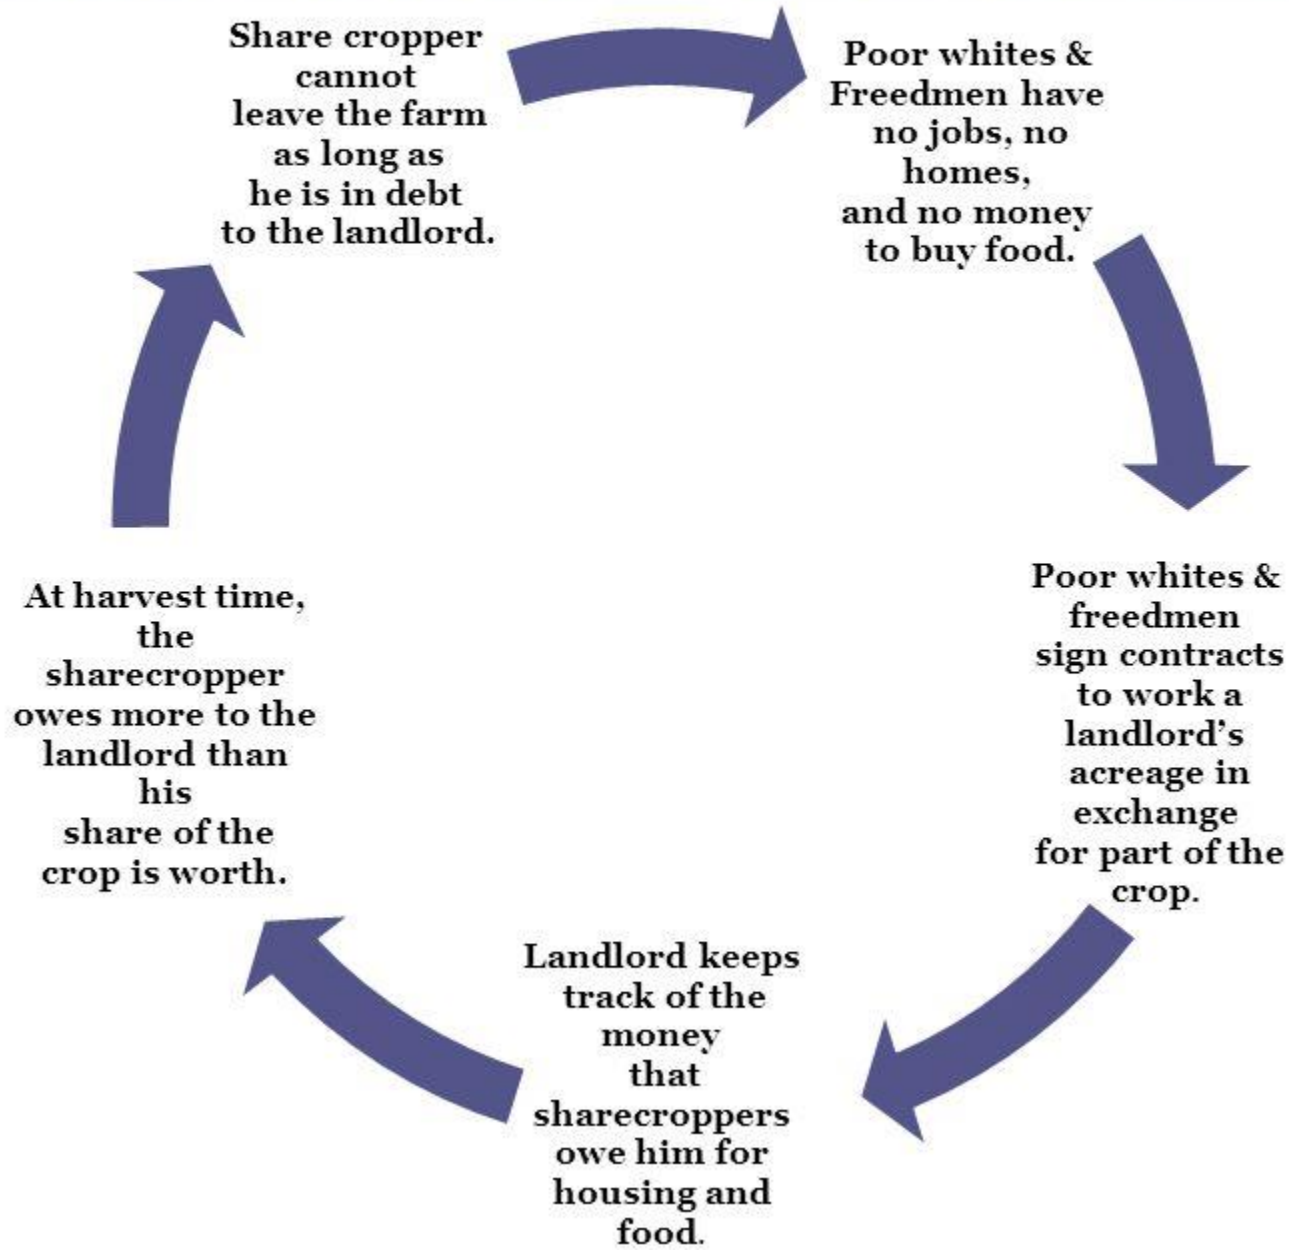 Share cropper
cannot
leave the farm
as long as
he is in debt
to the landlord.
Poor whites &
Freedmen have
no jobs, no
homes,
and no money
to buy food.
Poor whites &
freedmen
sign contracts
to work a
landlord’s
acreage in
exchange
for part of the
crop.
Landlord keeps
track of the
money
that
sharecroppers
owe him for
housing and
food.
At harvest time,
the
sharecropper
owes more to the
landlord than
his
share of the
crop is worth.